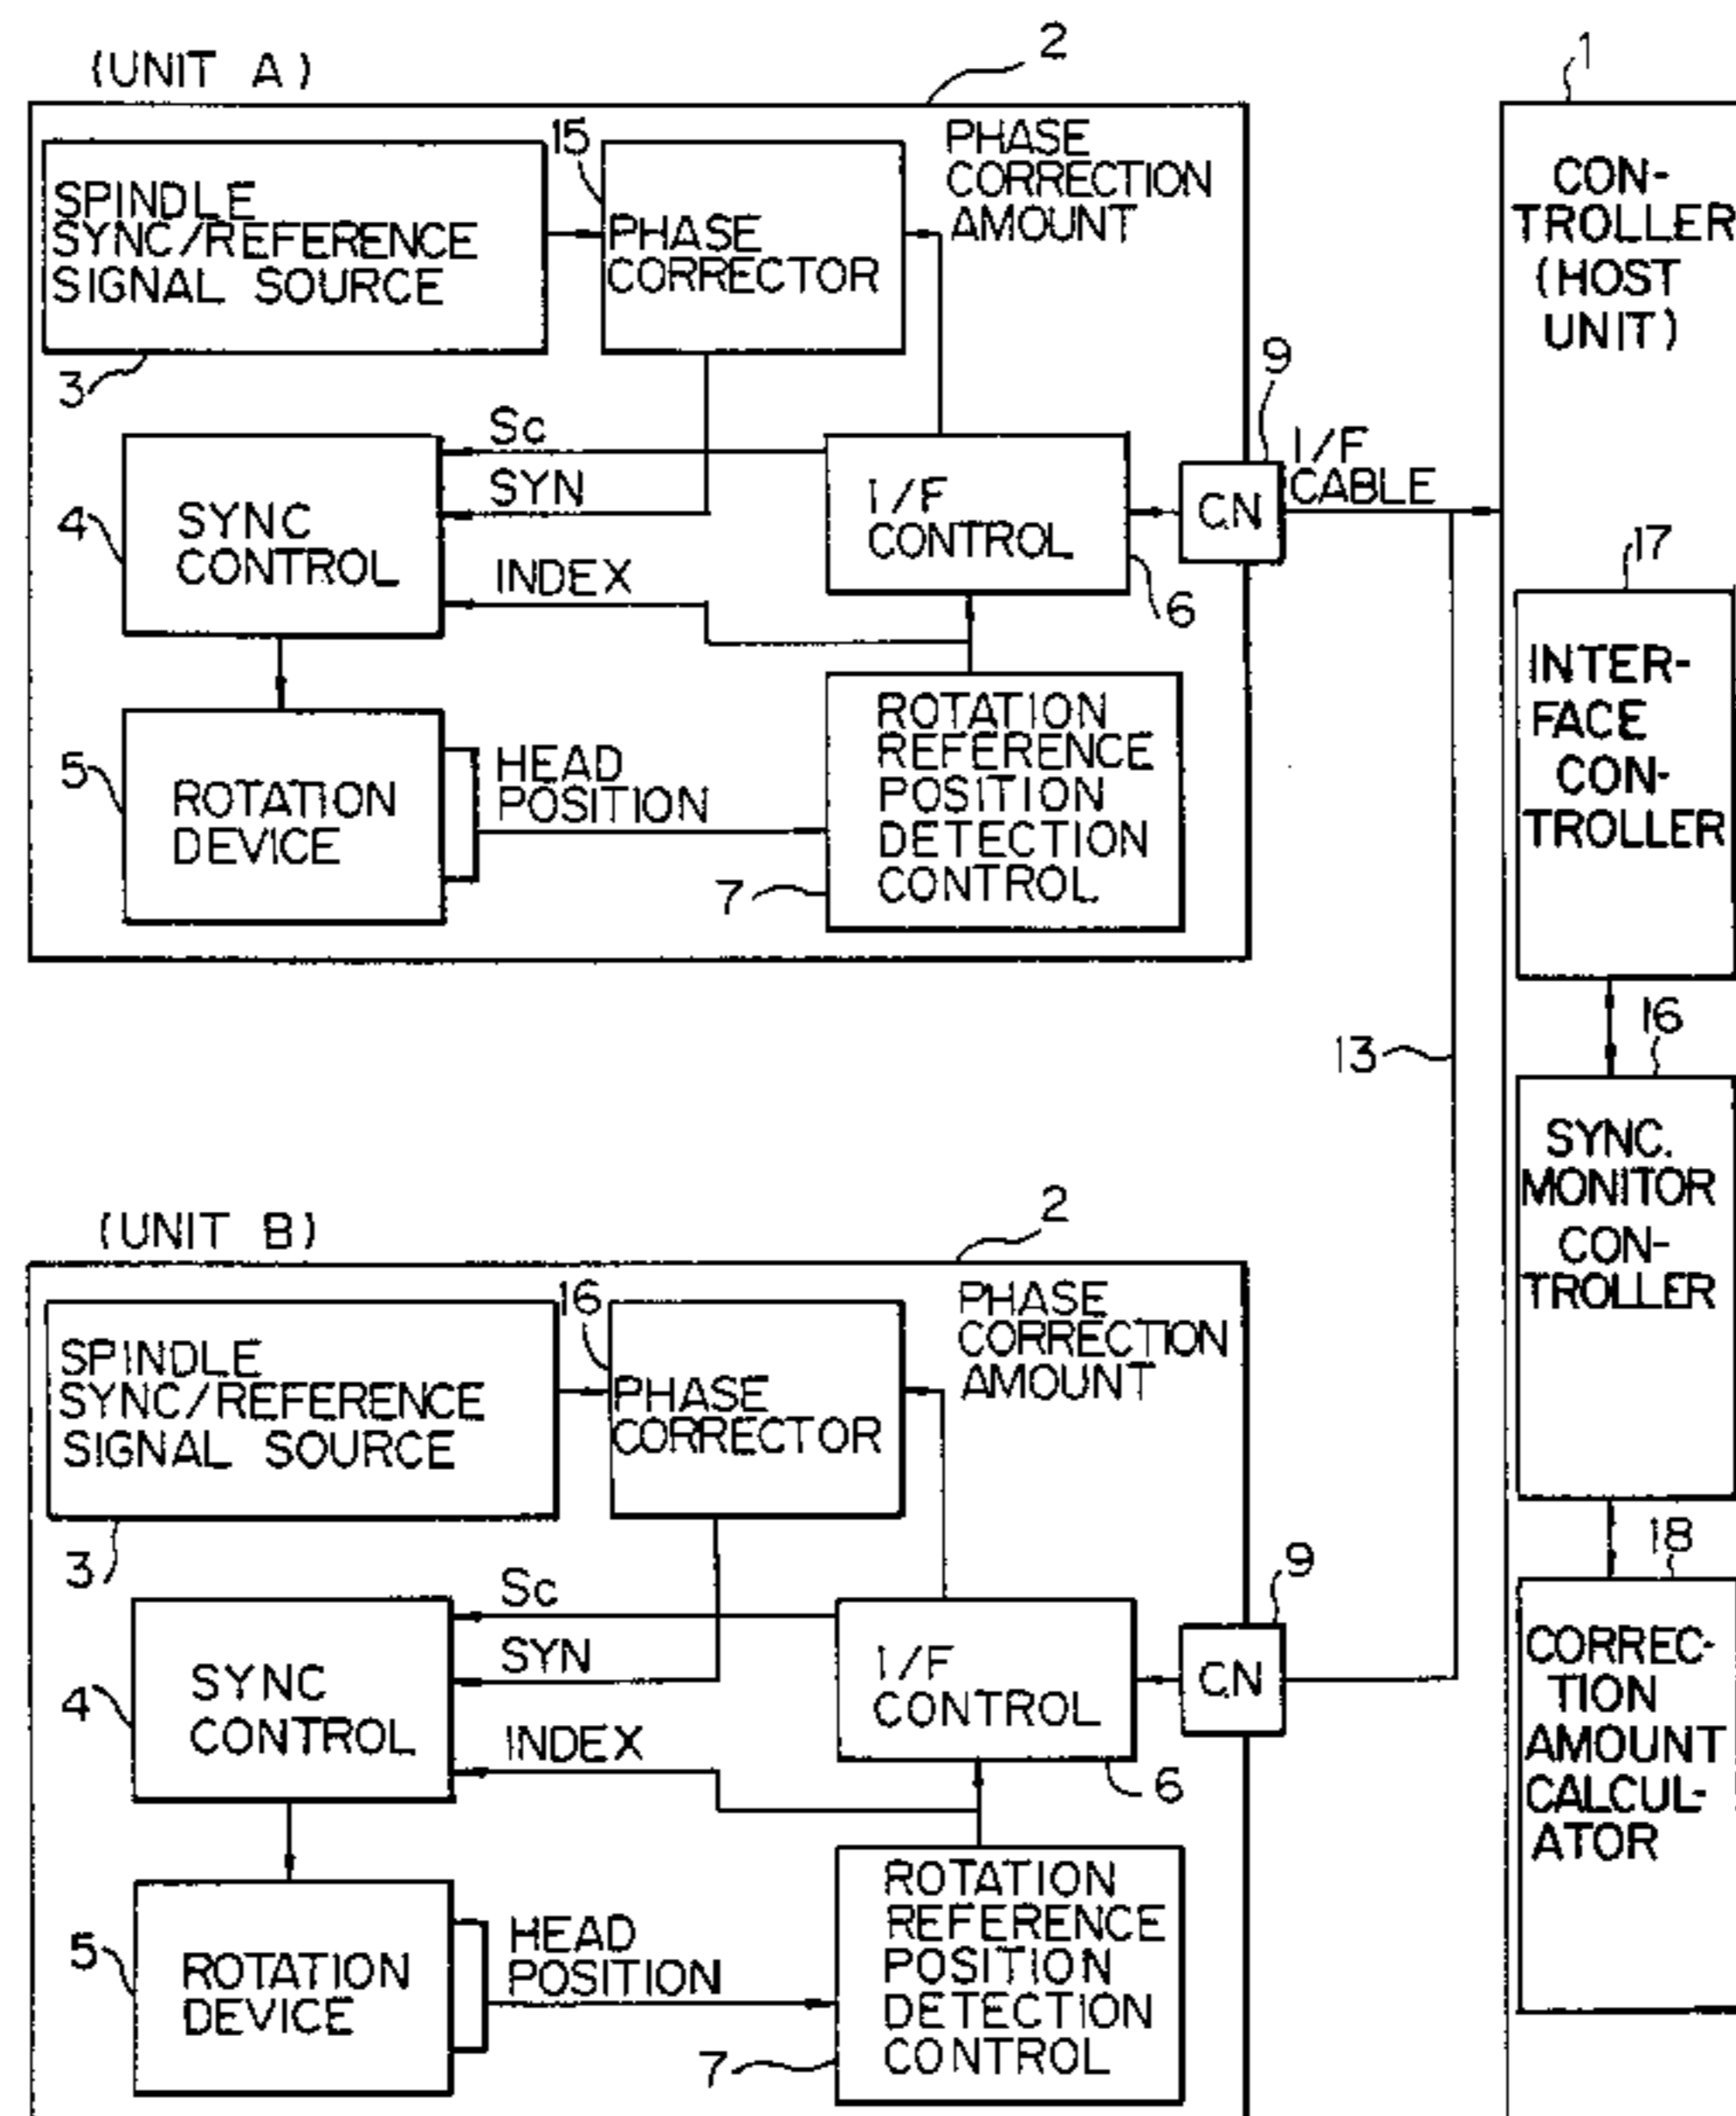 (UNIT A)
2
1
15
SPINDLE
SYNC/REFERENCE
SIGNAL SOURCE
3
PHASE
CORRECTOR
PHASE
CORRECTION
AMOUNT
CON-
TROLLER
(HOST
UNIT)
9
I/F
CABLE
Sc
SYN
INDEX
4
SYNC
CONTROL
I/F
CONTROL
6
CN
17
INTER-
FACE
CON-
TROLLER
5
ROTATION
DEVICE
HEAD
POSITION
7
ROTATION
REFERENCE
POSITION
DETECTION
CONTROL
13
16
SYNC.
MONITOR
CON-
TROLLER
18
CORREC-
TION
AMOUNT
CALCUL-
ATOR
(UNIT B)
2
16
SPINDLE
SYNC/REFERENCE
SIGNAL SOURCE
3
PHASE
CORRECTOR
PHASE
CORRECTION
AMOUNT
9
Sc
SYN
INDEX
4
SYNC
CONTROL
I/F
CONTROL
6
CN
5
ROTATION
DEVICE
HEAD
POSITION
7
ROTATION
REFERENCE
POSITION
DETECTION
CONTROL